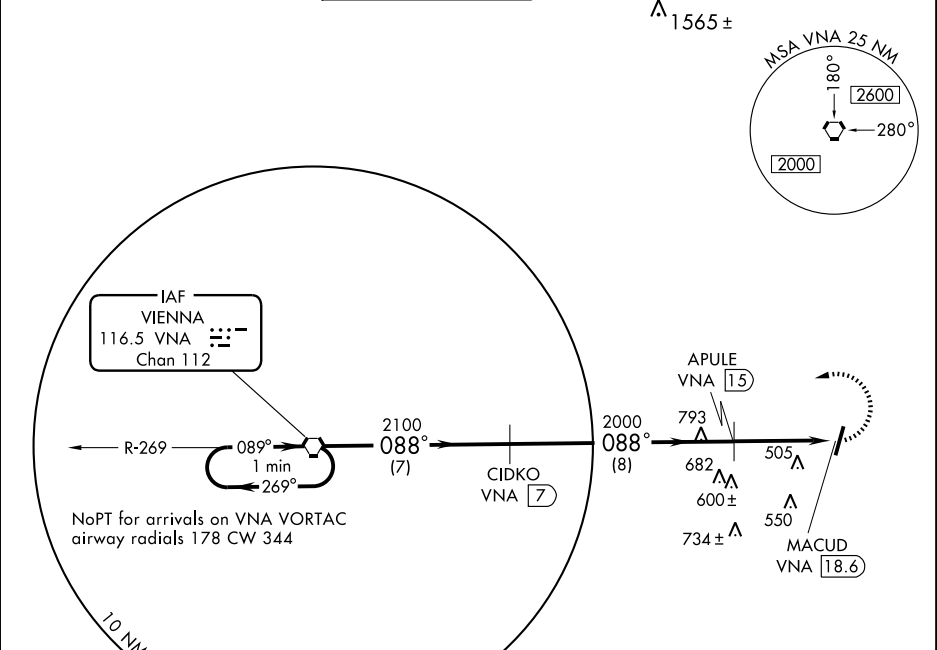 1565 ±
MSA VNA 25 NM
180°
2600
280°
2000
IAF
VIENNA
116.5 VNA
Chan 112
APULE
VNA 15
R-269
089°
1 min
269°
2100
088°
(7)
2000
088°
(8)
793
682
600 ±
505
550
734 ±
CIDKO
VNA 7
NoPT for arrivals on VNA VORTAC
airway radials 178 CW 344
MACUD
VNA 18.6
10 NM